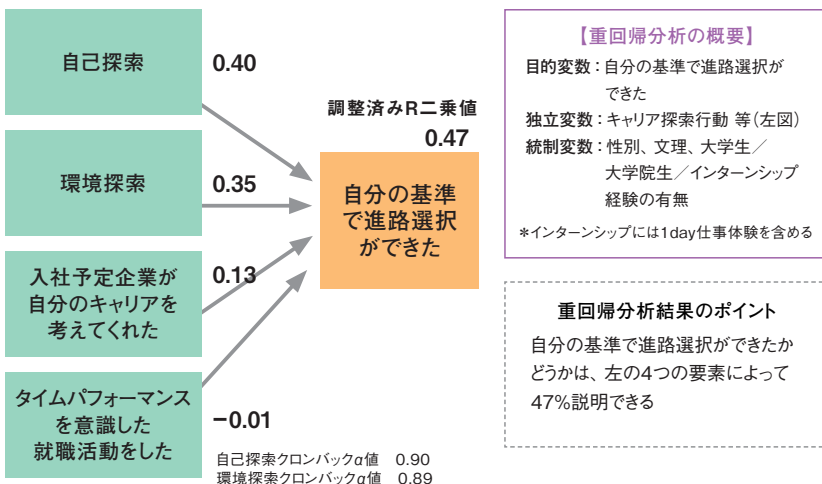 自己探索
0.40
環境探索
0.35
入社予定企業が
自分のキャリアを
考えてくれた
0.13
タイムパフォーマンス
を意識した
就職活動をした
−0.01
調整済みR二乗値
0.47
自分の基準
で進路選択
ができた
自己探索クロンバックα値 0.90
環境探索クロンバックα値 0.89
【重回帰分析の概要】
目的変数：自分の基準で進路選択が
できた
独立変数：キャリア探索行動 等（左図）
統制変数：性別、文理、大学生／
大学院生／インターンシップ
経験の有無
＊インターンシップには1day仕事体験を含める
重回帰分析結果のポイント
自分の基準で進路選択ができたか
どうかは、左の4つの要素によって
47%説明できる